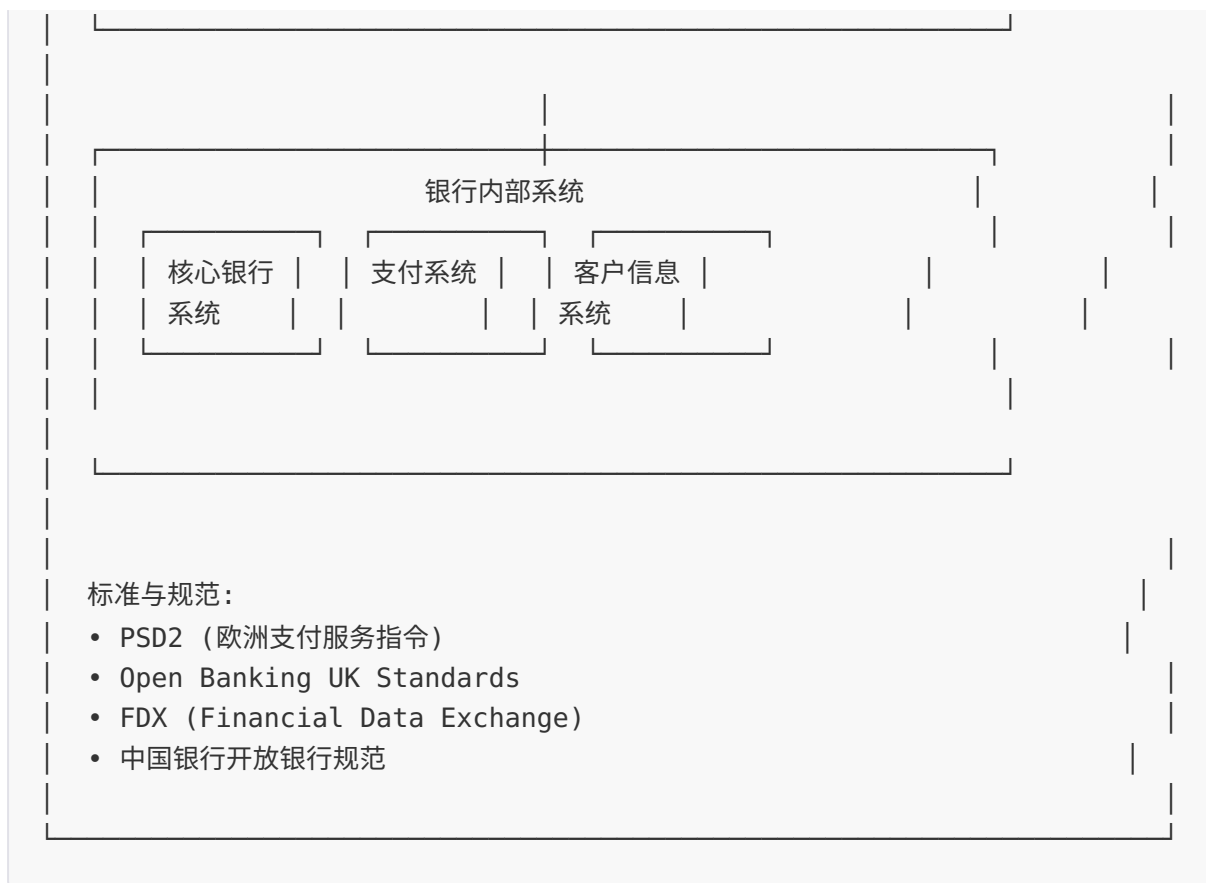 银行内部系统
核心银行 支付系统 客户信息
系统 系统
标准与规范:
• PSD2 (欧洲支付服务指令)
• Open Banking UK Standards
• FDX (Financial Data Exchange)
• 中国银行开放银行规范